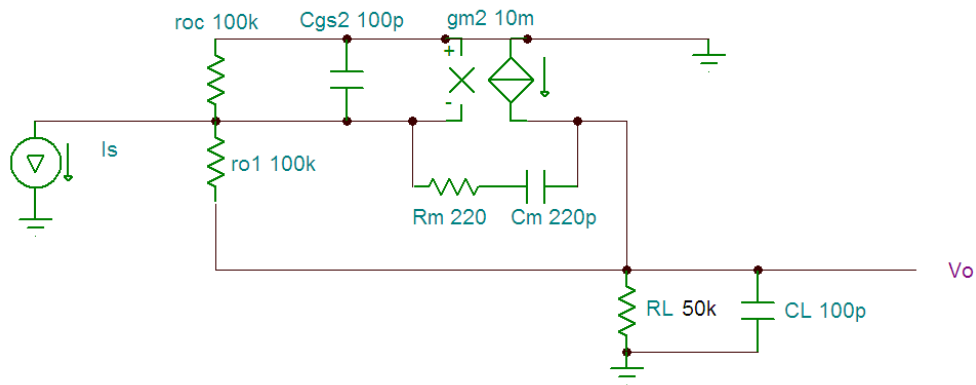 roc 100k
Cgs2 100p
gm2 10m
+
-
Is
ro1 100k
Rm 220
Cm 220p
Vo
RL 50k
CL 100p